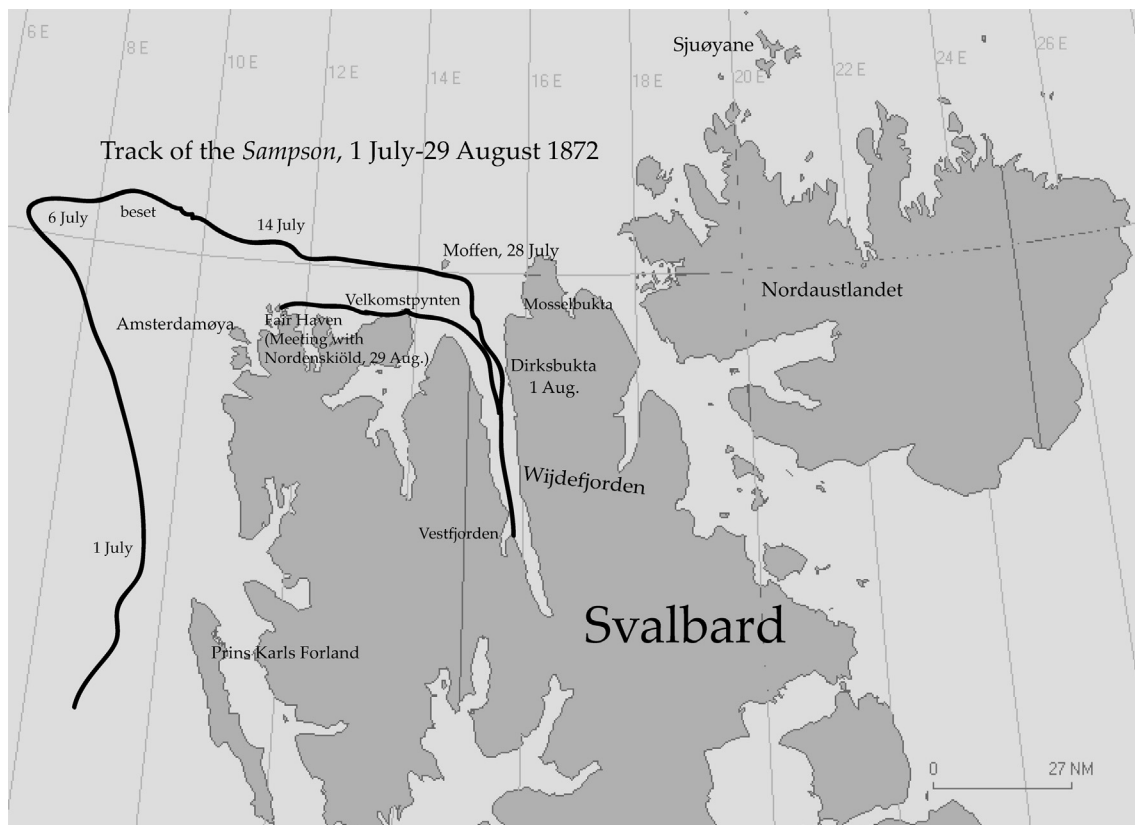 6 E
8 E
10 E
12 E
14 E
16 E
18 E
20 E
22 E
24 E
26 E
Sjuøyane
Track of the Sampson, 1 July-29 August 1872
6 July
beset
14 July
Moffen, 28 July
Velkomstpynten
Mosselbukta
Nordaustlandet
Amsterdamøya
Fair Haven
(Meeting with
Nordenskiöld, 29 Aug.)
Dirksbukta
1 Aug.
Wijdefjorden
Vestfjorden
1 July
Svalbard
Prins Karls Forland
0 27 NM